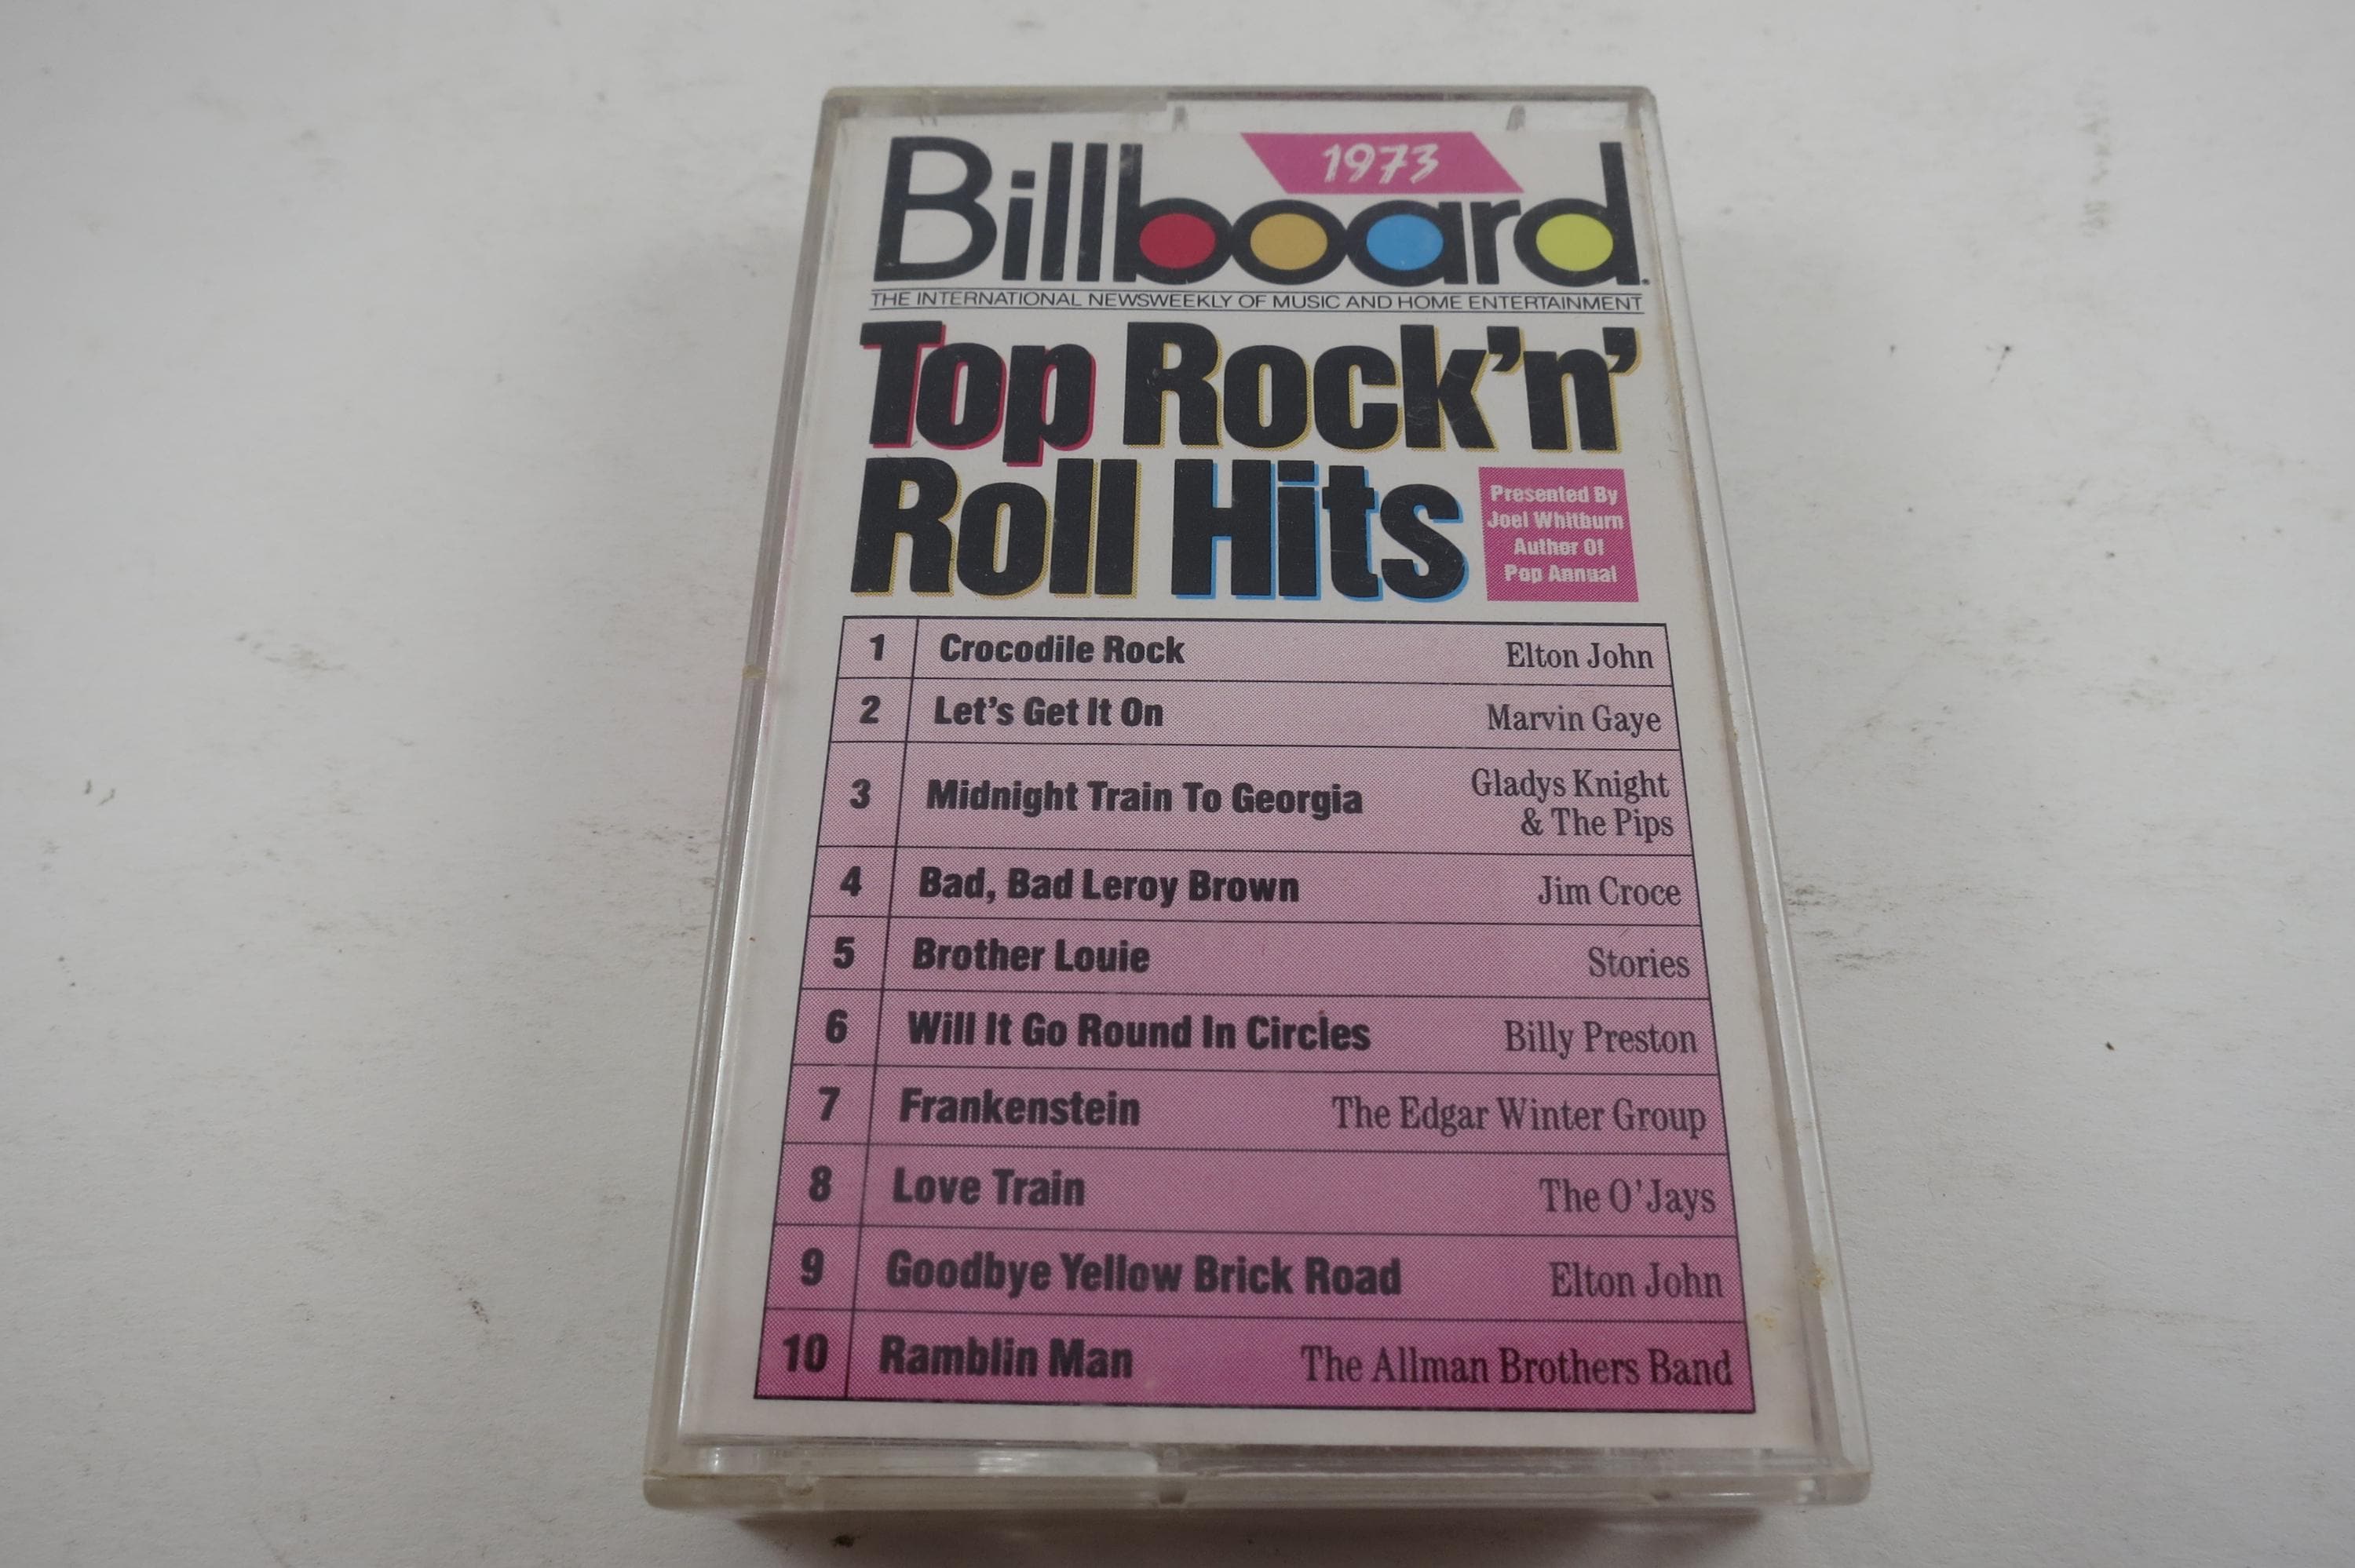 1973
Billboard.
THE INTERNATIONAL NEWSWEEKLY OF MUSIC AND HOME ENTERTAINMENT
Top Rock'n'
Roll Hits
Presented By
Joel Whitburn
Author Of
Pop Annual
1 Crocodile Rock Elton John
2 Let's Get It On Marvin Gaye
3 Midnight Train To Georgia Gladys Knight
& The Pips
4 Bad, Bad Leroy Brown Jim Croce
5 Brother Louie Stories
6 Will It Go Round In Circles Billy Preston
7 Frankenstein The Edgar Winter Group
8 Love Train The O'Jays
9 Goodbye Yellow Brick Road Elton John
10 Ramblin Man The Allman Brothers Band